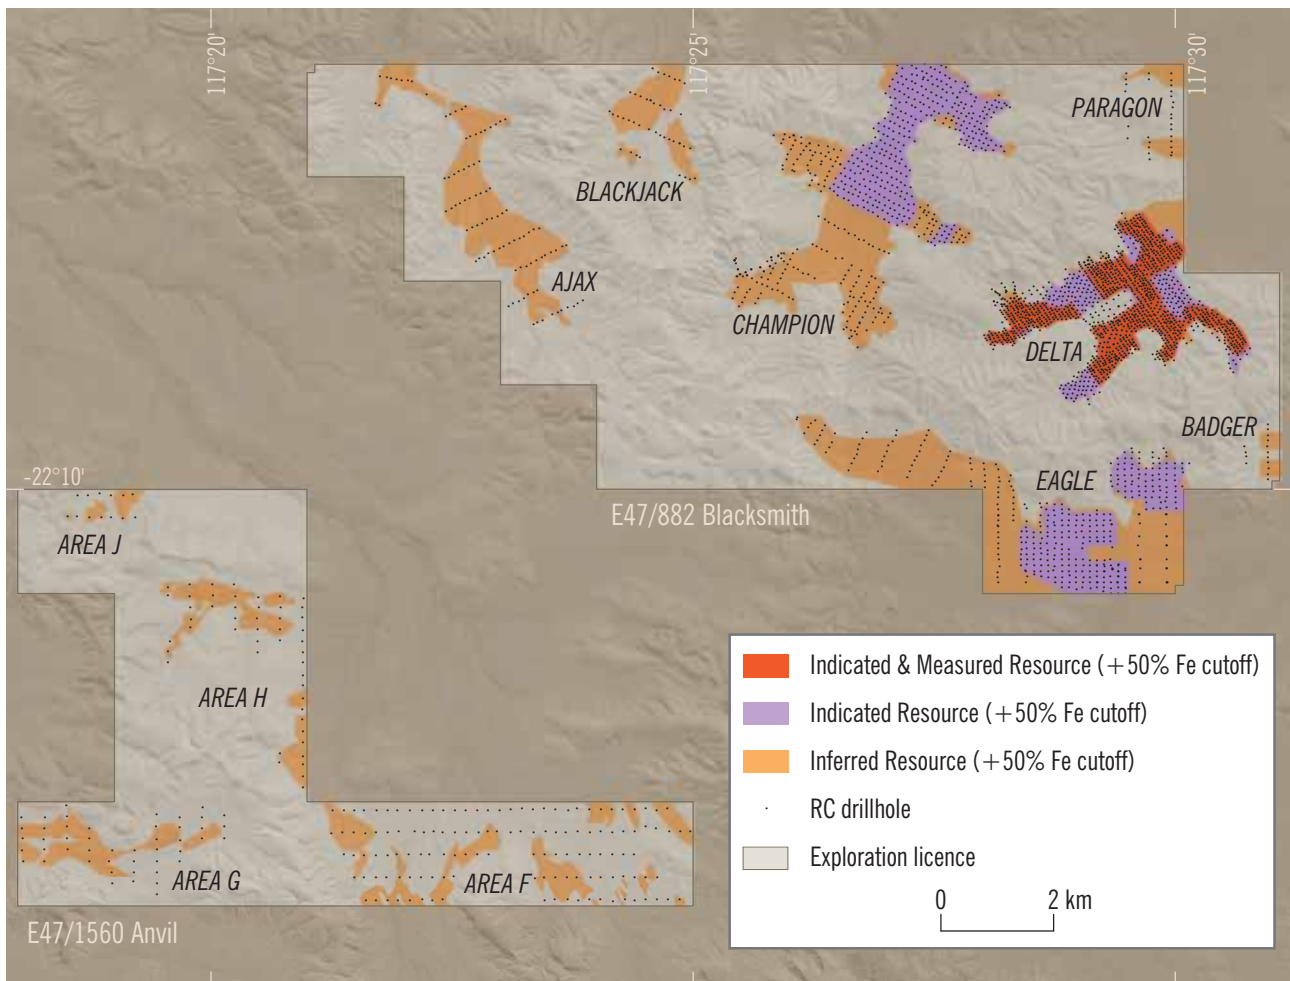 117°20'
117°25'
117°30'
PARAGON
BLACKJACK
AJAX
CHAMPION
DELTA
BADGER
-22°10'
EAGLE
E47/882 Blacksmith
AREA J
AREA H
AREA G
AREA F
E47/1560 Anvil
Indicated & Measured Resource (+50% Fe cutoff)
Indicated Resource (+50% Fe cutoff)
Inferred Resource (+50% Fe cutoff)
RC drillhole
Exploration licence
0 2 km